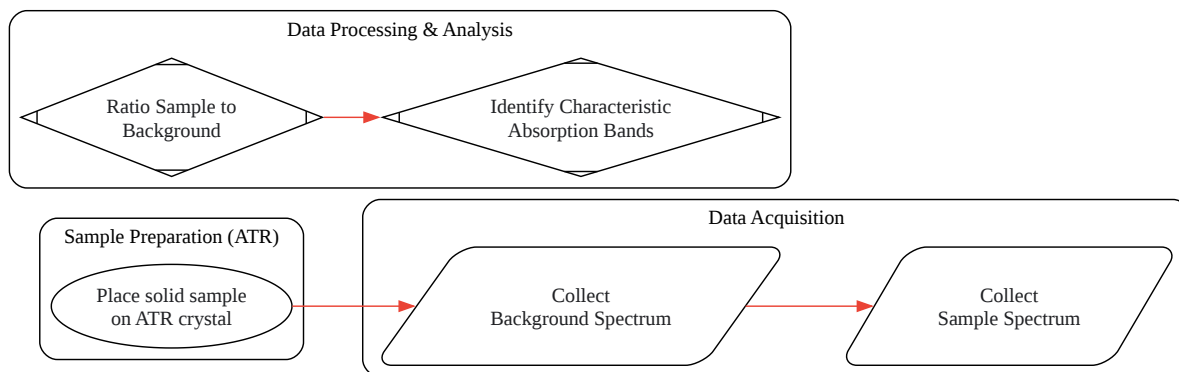 Data Processing & Analysis
Ratio Sample to
Background
Identify Characteristic
Absorption Bands
Sample Preparation (ATR)
Place solid sample
on ATR crystal
Data Acquisition
Collect
Background Spectrum
Collect
Sample Spectrum